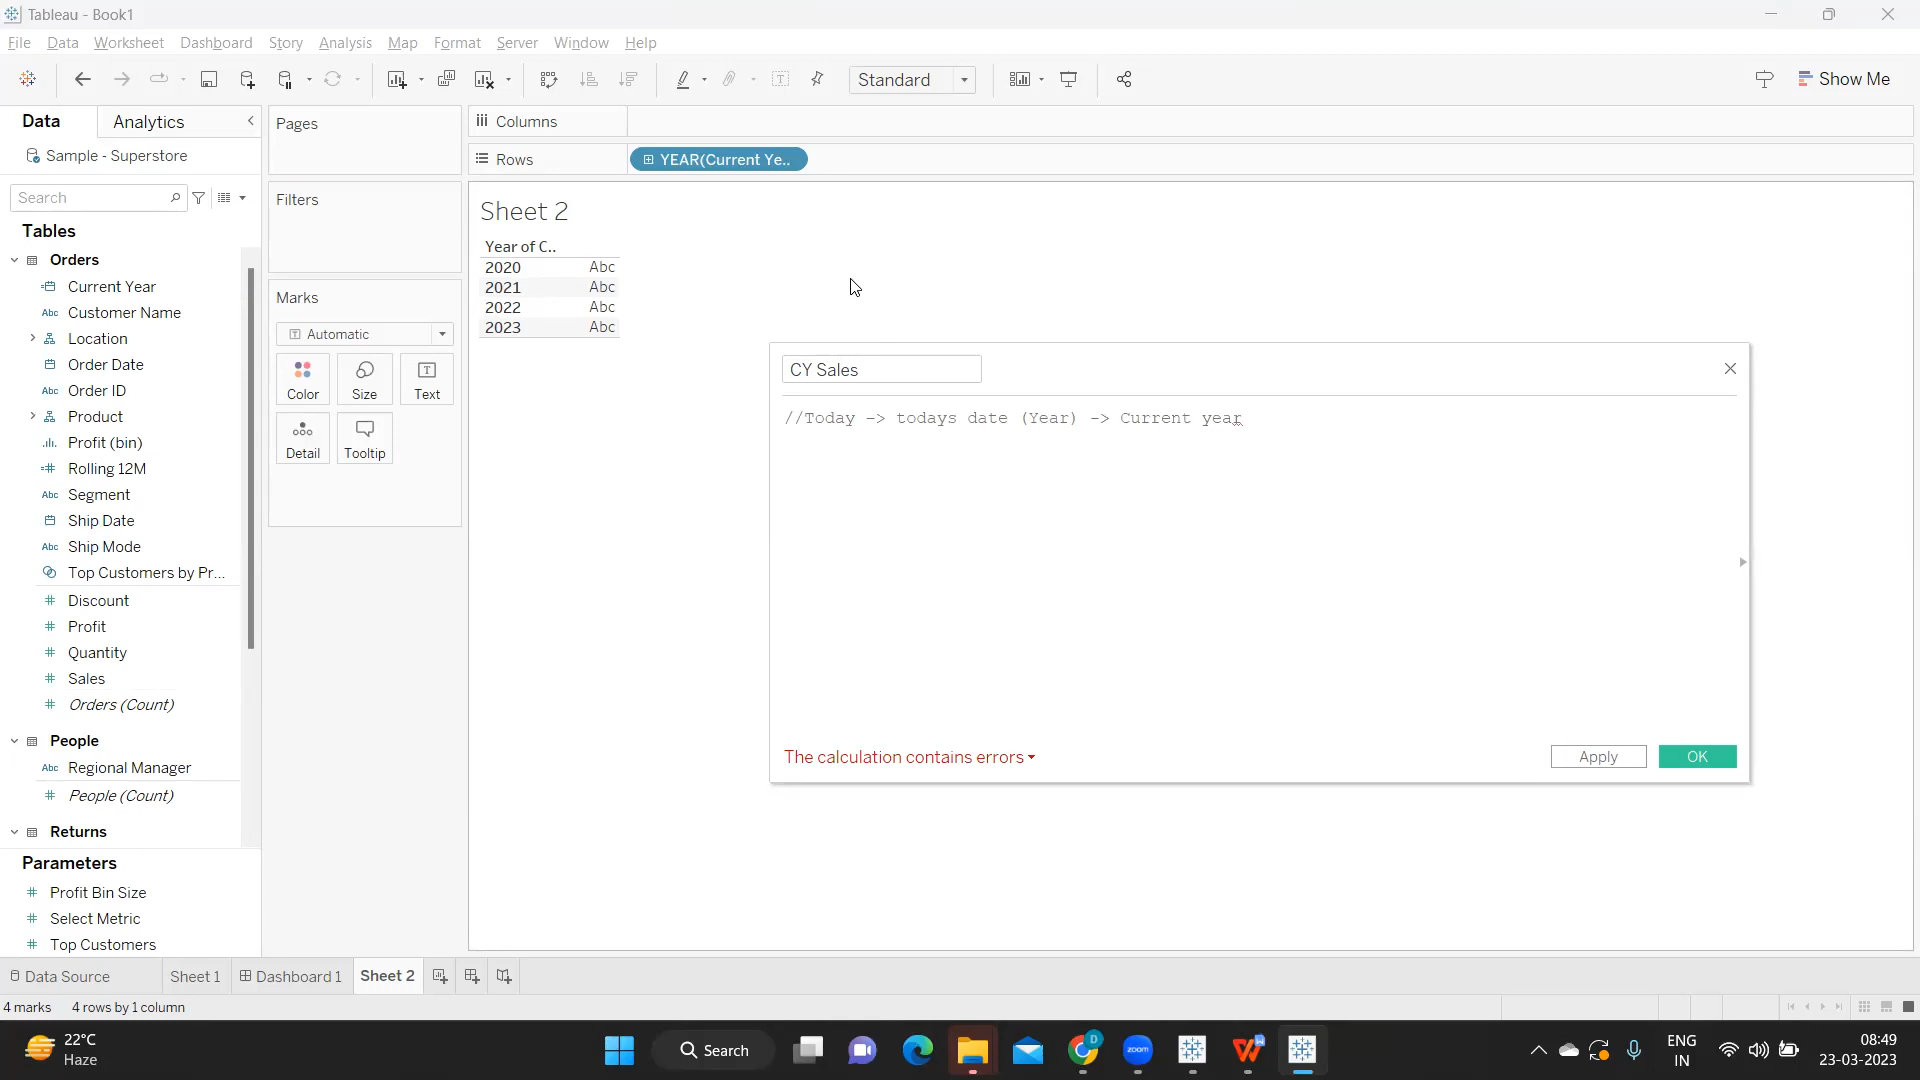 Tableau - Book1
File Data Worksheet Dashboard Story Analysis Map Format Server Window Help
Standard
Show Me
Data
Analytics
Sample - Superstore
Search
Tables
Orders
Current Year
Abc Customer Name
Location
Order Date
Abc Order ID
Product
Profit (bin)
Rolling 12M
Abc Segment
Ship Date
Abc Ship Mode
Top Customers by Pr...
Discount
Profit
Quantity
Sales
Orders (Count)
People
Abc Regional Manager
People (Count)
Returns
Parameters
Profit Bin Size
Select Metric
Top Customers
Pages
Filters
Marks
Automatic
Color
Size
Text
Detail
Tooltip
Columns
Rows
YEAR(Current Ye..
Sheet 2
Year of C..
2020 Abc
2021 Abc
2022 Abc
2023 Abc
CY Sales
//Today -> todays date (Year) -> Current year
The calculation contains errors
Apply
OK
Data Source
Sheet 1
Dashboard 1
Sheet 2
4 marks 4 rows by 1 column
22°C
Haze
Search
D
zoom
ENG
IN
08:49
23-03-2023